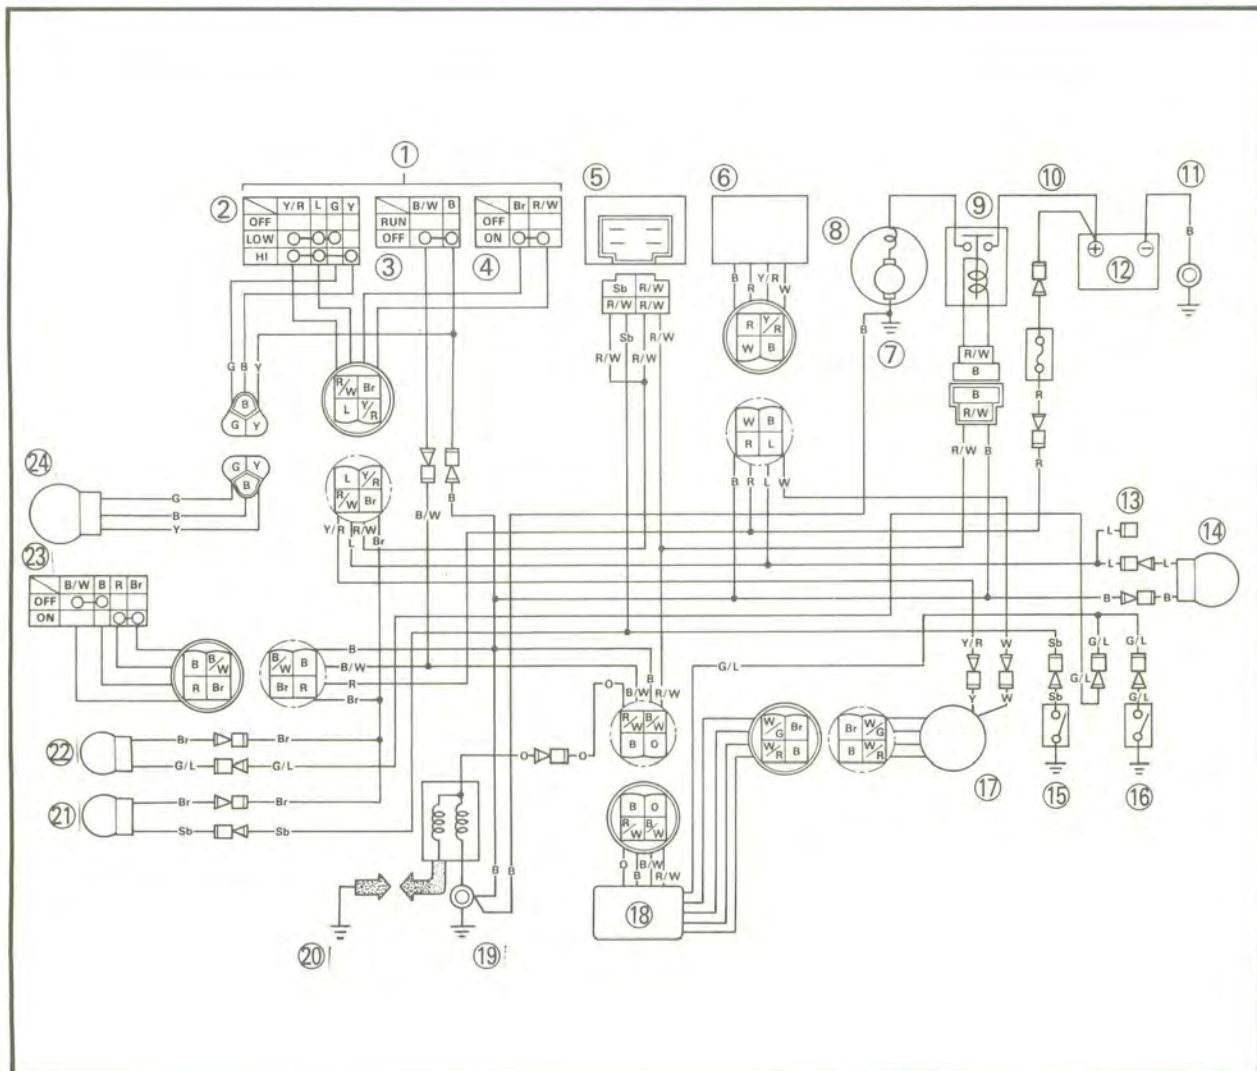 ①
② Y/R L G Y
OFF
LOW
HI
③ B/W B
RUN
OFF
④ Br R/W
OFF
ON
⑤
Sb R/W
R/W R/W
R/W Sb R/W R/W
⑥
B R Y/R W
R Y/R
W B
W B
R L
B R L W
⑦
B
⑧
⑨
R/W
B
B
R/W
R/W B
⑩
R
R
⑪
B
⑫
G B Y
B
G Y
G Y
B
R/W Br
L Y/R
L Y/R
R/W Br
Y/R L R/W Br
B/W
B
㉔
G
B
Y
⑬
L
⑭
L L
B B
㉓
B/W B R Br
OFF
ON
B B/W
R Br
B/W B
Br R
B
B/W
R
Br
O
B/W B R/W
R/W B/W
B O
O O
G/L
Y/R W
Y W
Sb G/L G/L
G/L
Sb G/L
W/G Br
W/R B
Br W/G
B W/R
⑰
⑮
⑯
㉒
Br Br
G/L G/L
㉑
Br Br
Sb Sb
B O
R/W B/W
O B B/W R/W
⑱
B B
⑳
⑲